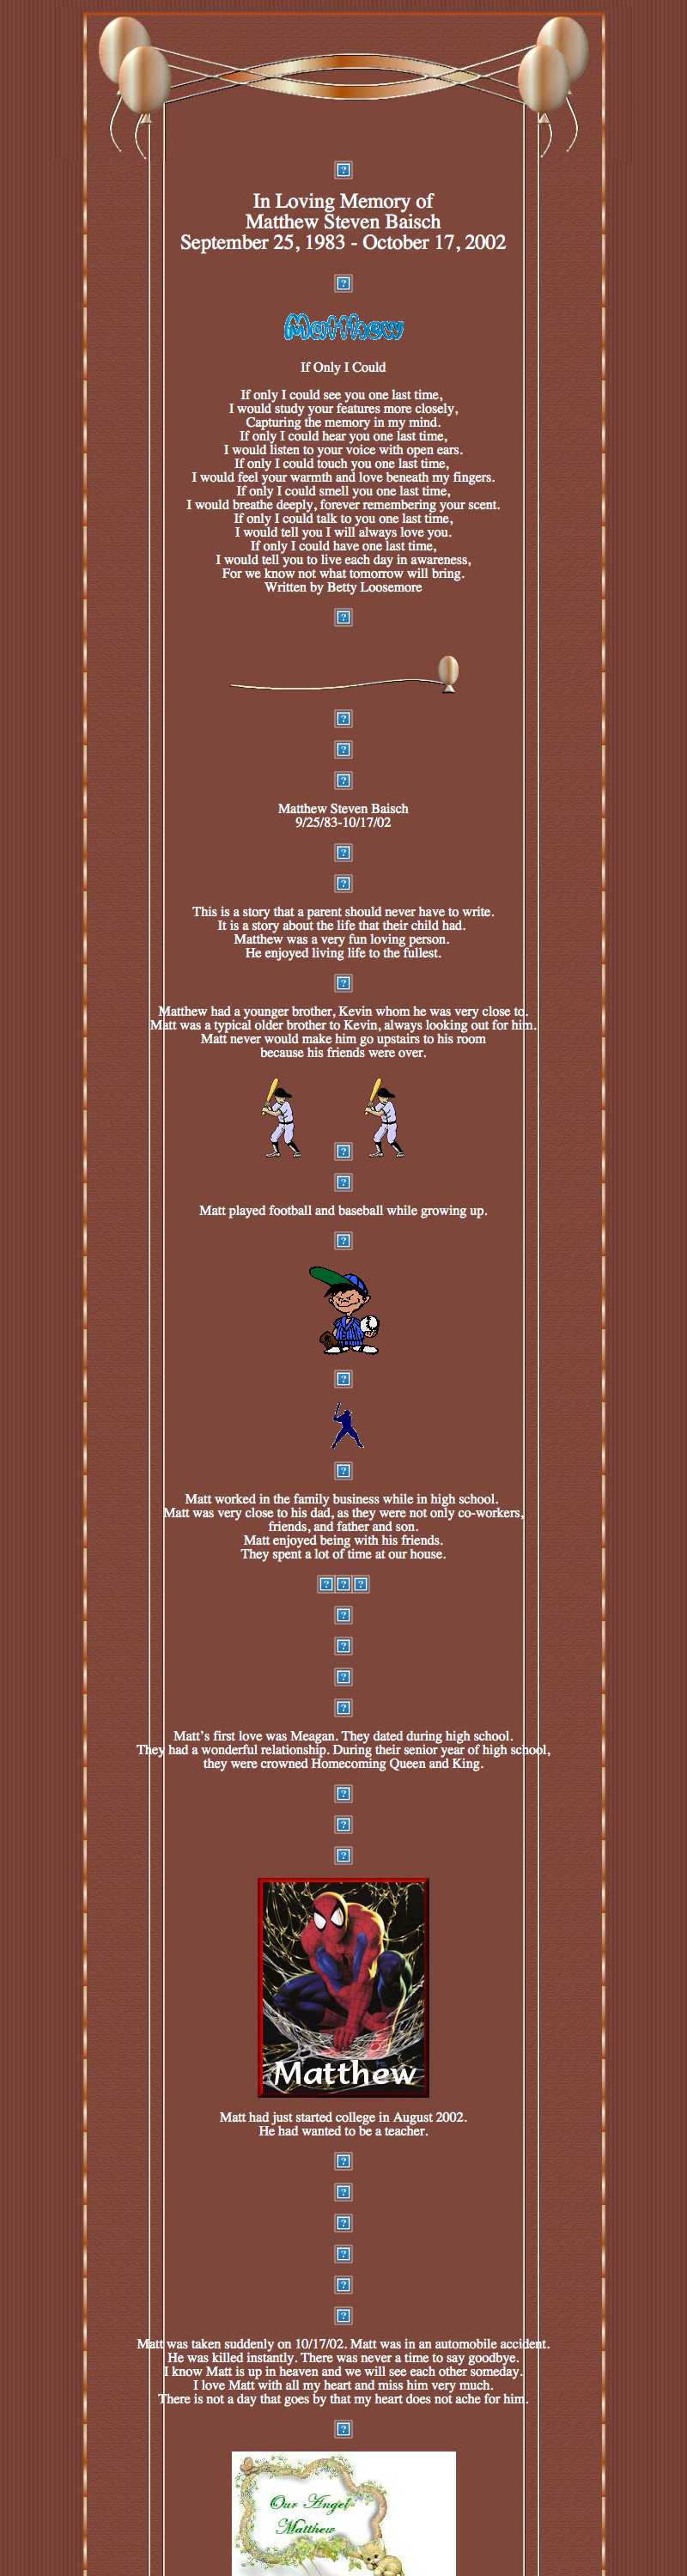 In Loving Memory of
Matthew Steven Baisch
September 25, 1983 - October 17, 2002
Matthew
If Only I Could
If only I could see you one last time,
I would study your features more closely,
Capturing the memory in my mind.
If only I could hear you one last time,
I would listen to your voice with open ears.
If only I could touch you one last time,
I would feel your warmth and love beneath my fingers.
If only I could smell you one last time,
I would breathe deeply, forever remembering your scent.
If only I could talk to you one last time,
I would tell you I will always love you.
If only I could have one last time,
I would tell you to live each day in awareness,
For we know not what tomorrow will bring.
Written by Betty Loosemore
Matthew Steven Baisch
9/25/83-10/17/02
This is a story that a parent should never have to write.
It is a story about the life that their child had.
Matthew was a very fun loving person.
He enjoyed living life to the fullest.
Matthew had a younger brother, Kevin whom he was very close to.
Matt was a typical older brother to Kevin, always looking out for him.
Matt never would make him go upstairs to his room
because his friends were over.
Matt played football and baseball while growing up.
Matt worked in the family business while in high school.
Matt was very close to his dad, as they were not only co-workers,
friends, and father and son.
Matt enjoyed being with his friends.
They spent a lot of time at our house.
Matt's first love was Meagan. They dated during high school.
They had a wonderful relationship. During their senior year of high school,
they were crowned Homecoming Queen and King.
Matthew
Matt had just started college in August 2002.
He had wanted to be a teacher.
Matt was taken suddenly on 10/17/02. Matt was in an automobile accident.
He was killed instantly. There was never a time to say goodbye.
I know Matt is up in heaven and we will see each other someday.
I love Matt with all my heart and miss him very much.
There is not a day that goes by that my heart does not ache for him.
Our Angel
Matthew